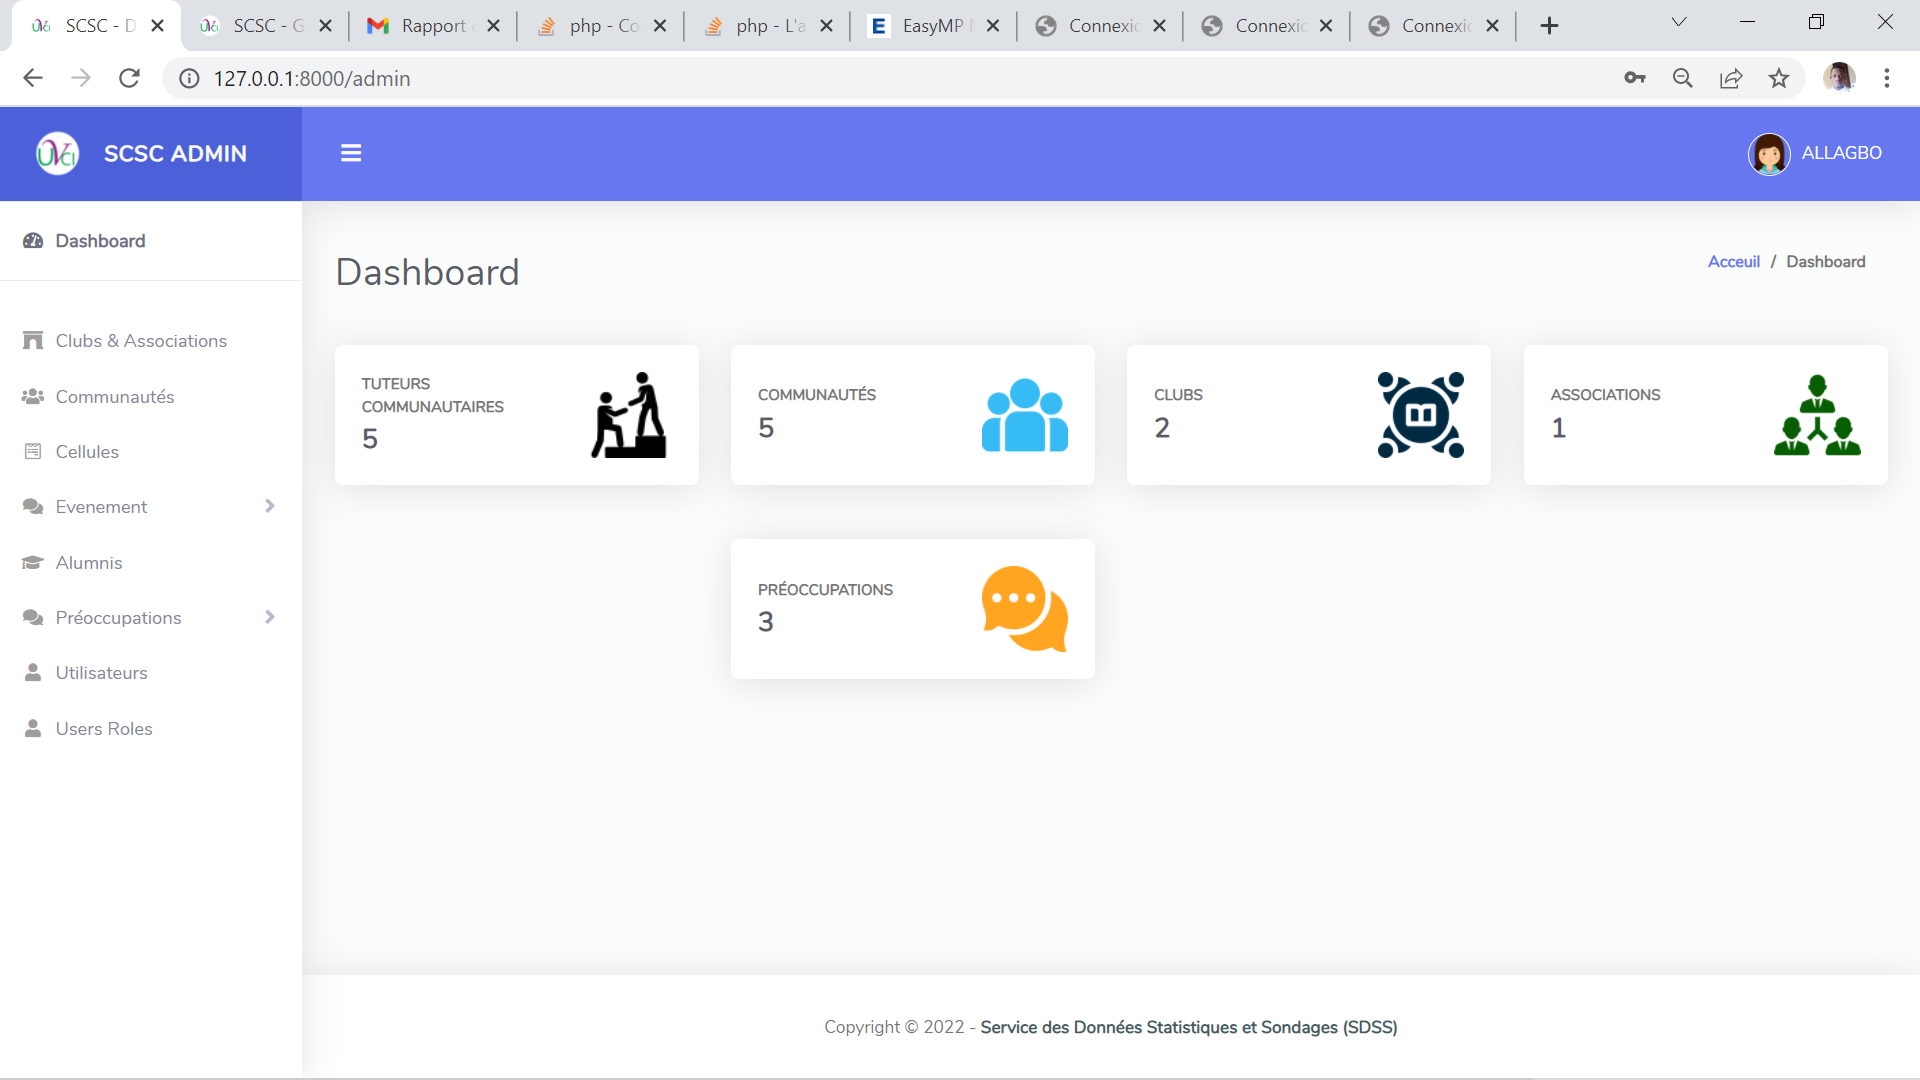 SCSC - D
SCSC - G
Rapport
php - Co
php - L'a
EasyMP
Connexio
Connexio
Connexio
127.0.0.1:8000/admin
UVCI
SCSC ADMIN
ALLAGBO
Dashboard
Clubs & Associations
Communautés
Cellules
Evenement
Alumnis
Préoccupations
Utilisateurs
Users Roles
Dashboard
Acceuil / Dashboard
TUTEURS
COMMUNAUTAIRES
5
COMMUNAUTÉS
5
CLUBS
2
ASSOCIATIONS
1
PRÉOCCUPATIONS
3
Copyright © 2022 - Service des Données Statistiques et Sondages (SDSS)